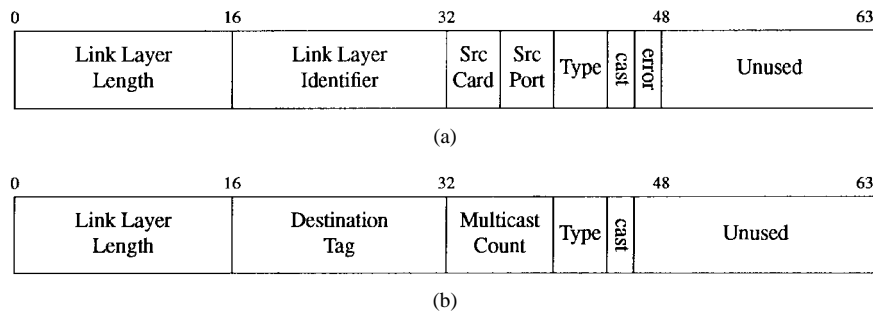 0 16 32 48 63
Link Layer Length Link Layer Identifier Src Card Src Port Type cast error Unused
(a)
0 16 32 48 63
Link Layer Length Destination Tag Multicast Count Type cast Unused
(b)